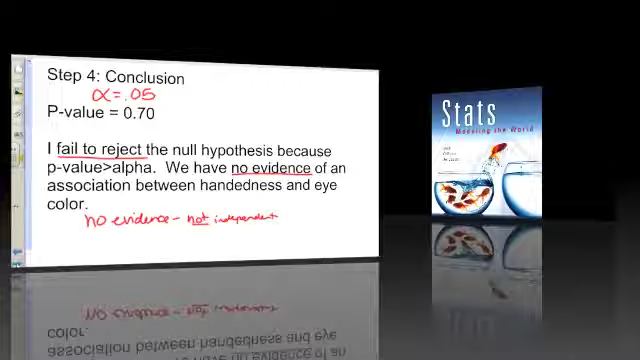 Step 4: Conclusion
α = .05
P-value = 0.70
I fail to reject the null hypothesis because
p-value>alpha. We have no evidence of an
association between handedness and eye
color.
no evidence - not independent
Stats
Modeling the World